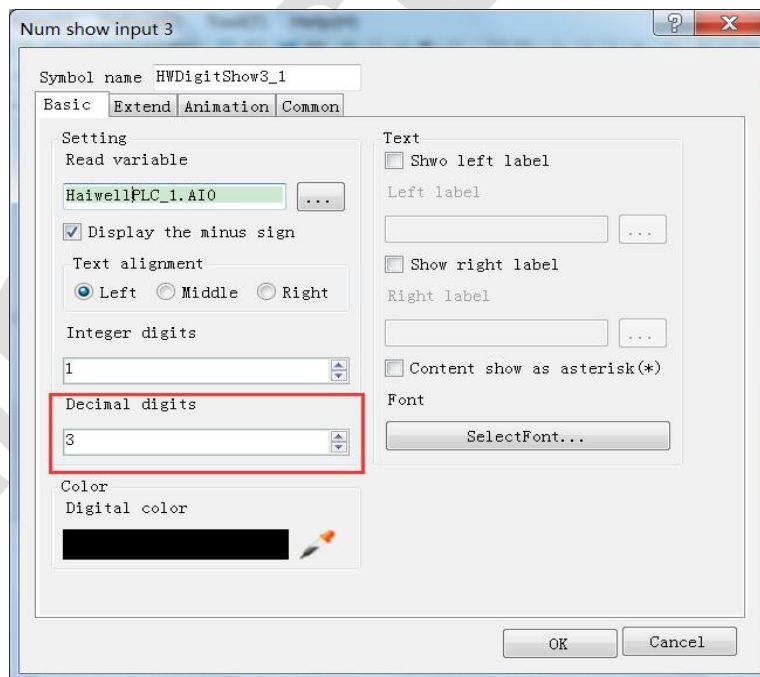 Num show input 3
Symbol name HWDigitShow3_1
Basic Extend Animation Common
Setting
Read variable
HaiwellPLC_1.AI0
...
Display the minus sign
Text alignment
Left Middle Right
Integer digits
1
Decimal digits
3
Color
Digital color
Text
Shwo left label
Left label
...
Show right label
Right label
...
Content show as asterisk(*)
Font
SelectFont...
OK Cancel